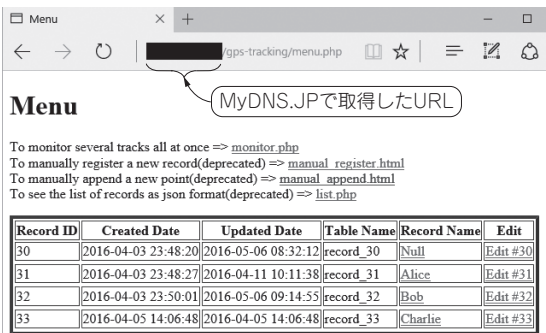 Menu
/gps-tracking/menu.php
MyDNS.JPで取得したURL
Menu
To monitor several tracks all at once => monitor.php
To manually register a new record(deprecated) => manual_register.html
To manually append a new point(deprecated) => manual_append.html
To see the list of records as json format(deprecated) => list.php
Record ID Created Date Updated Date Table Name Record Name Edit
30 2016-04-03 23:48:20 2016-05-06 08:32:12 record_30 Null Edit #30
31 2016-04-03 23:48:27 2016-04-11 10:11:38 record_31 Alice Edit #31
32 2016-04-03 23:50:01 2016-05-06 09:14:55 record_32 Bob Edit #32
33 2016-04-05 14:06:48 2016-04-05 14:06:48 record_33 Charlie Edit #33